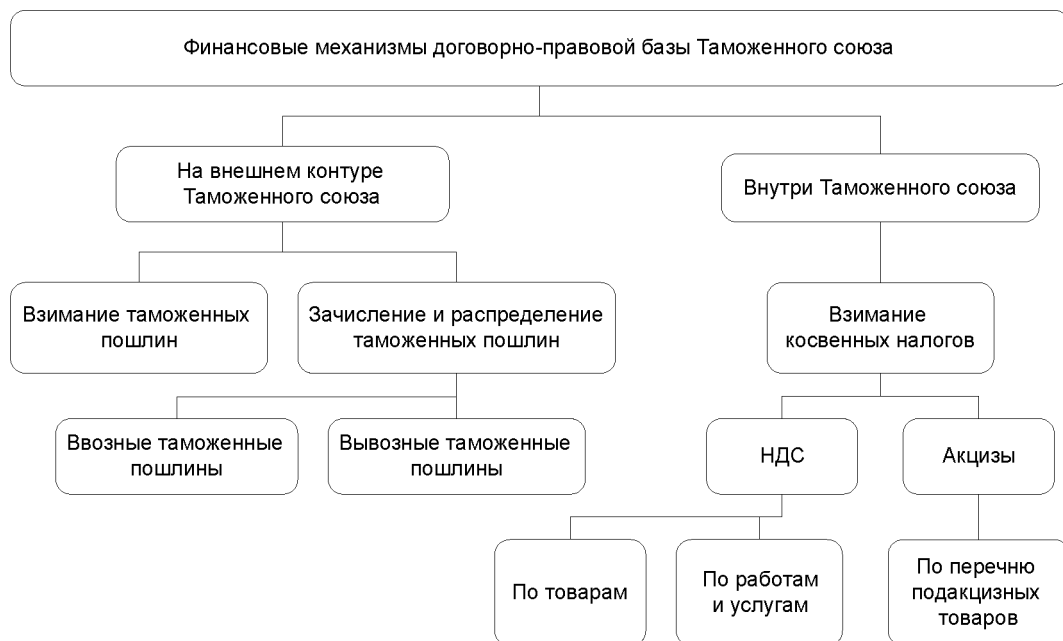 Финансовые механизмы договорно-правовой базы Таможенного союза
На внешнем контуре
Таможенного союза
Внутри Таможенного союза
Взимание таможенных
пошлин
Зачисление и распределение
таможенных пошлин
Взимание
косвенных налогов
Ввозные таможенные
пошлины
Вывозные таможенные
пошлины
НДС
Акцизы
По товарам
По работам
и услугам
По перечню
подакцизных
товаров